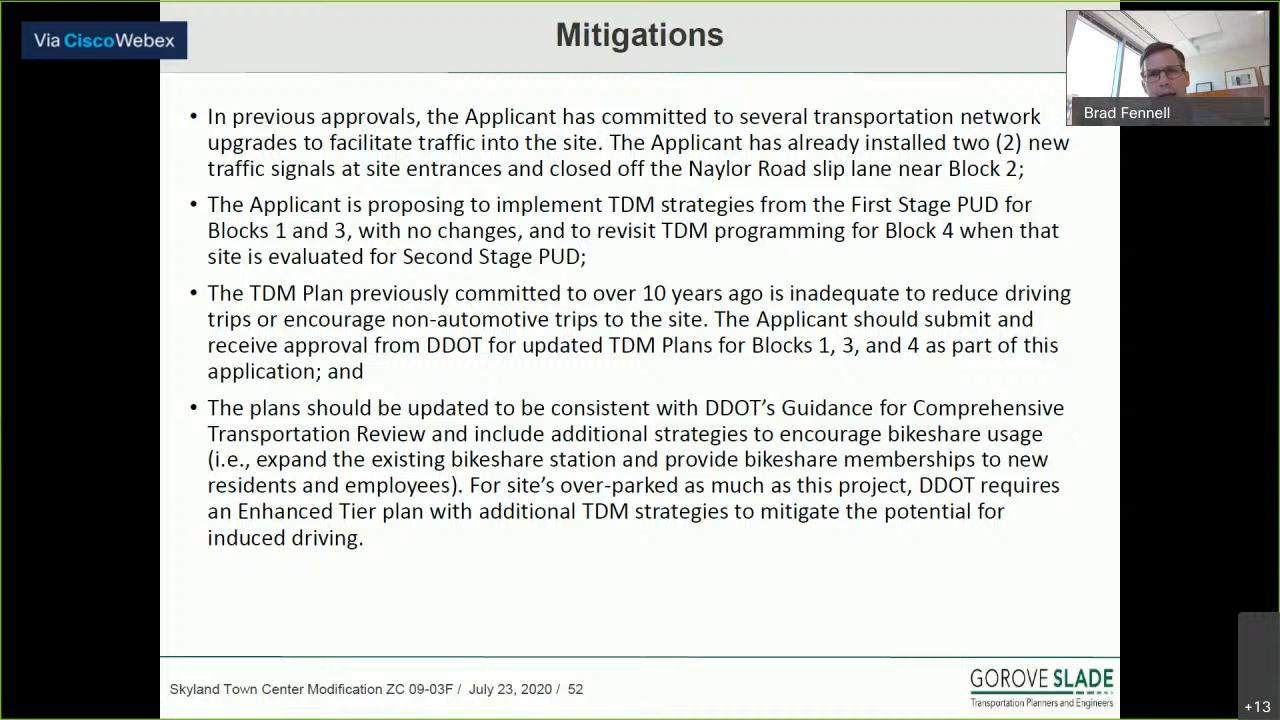 Via CiscoWebex
Mitigations
Brad Fennell
• In previous approvals, the Applicant has committed to several transportation network
upgrades to facilitate traffic into the site. The Applicant has already installed two (2) new
traffic signals at site entrances and closed off the Naylor Road slip lane near Block 2;
• The Applicant is proposing to implement TDM strategies from the First Stage PUD for
Blocks 1 and 3, with no changes, and to revisit TDM programming for Block 4 when that
site is evaluated for Second Stage PUD;
• The TDM Plan previously committed to over 10 years ago is inadequate to reduce driving
trips or encourage non-automotive trips to the site. The Applicant should submit and
receive approval from DDOT for updated TDM Plans for Blocks 1, 3, and 4 as part of this
application; and
• The plans should be updated to be consistent with DDOT's Guidance for Comprehensive
Transportation Review and include additional strategies to encourage bikeshare usage
(i.e., expand the existing bikeshare station and provide bikeshare memberships to new
residents and employees). For site's over-parked as much as this project, DDOT requires
an Enhanced Tier plan with additional TDM strategies to mitigate the potential for
induced driving.
Skyland Town Center Modification ZC 09-03F / July 23, 2020 / 52
GOROVE SLADE
Transportation Planners and Engineers
+13